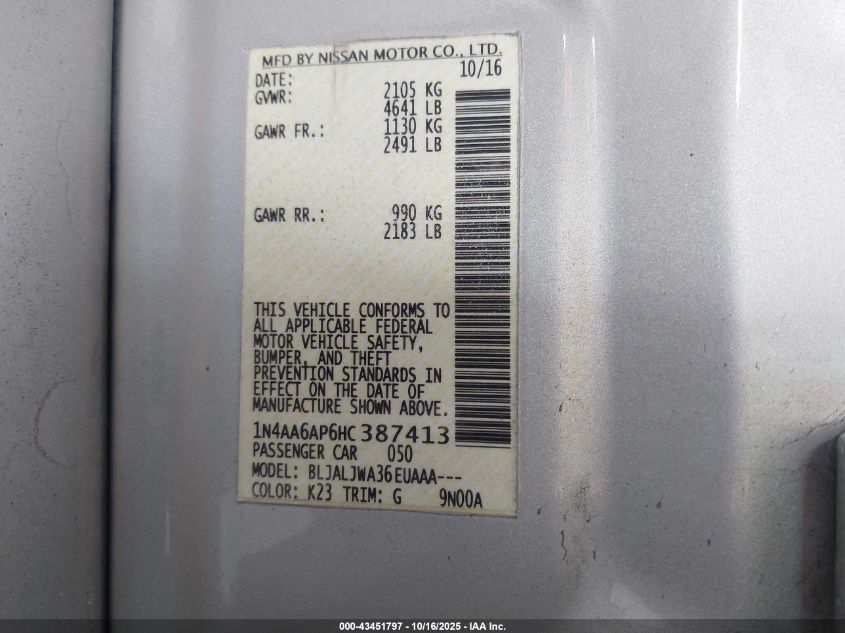 MFD BY NISSAN MOTOR CO., LTD.
DATE: 10/16
GVWR: 2105 KG
4641 LB
GAWR FR.: 1130 KG
2491 LB
GAWR RR.: 990 KG
2183 LB
THIS VEHICLE CONFORMS TO
ALL APPLICABLE FEDERAL
MOTOR VEHICLE SAFETY,
BUMPER, AND THEFT
PREVENTION STANDARDS IN
EFFECT ON THE DATE OF
MANUFACTURE SHOWN ABOVE.
1N4AA6AP6HC387413
PASSENGER CAR 050
MODEL: BLJALJWA36EUAAA---
COLOR: K23 TRIM: G 9N00A
000-43451797 - 10/16/2025 - IAA Inc.